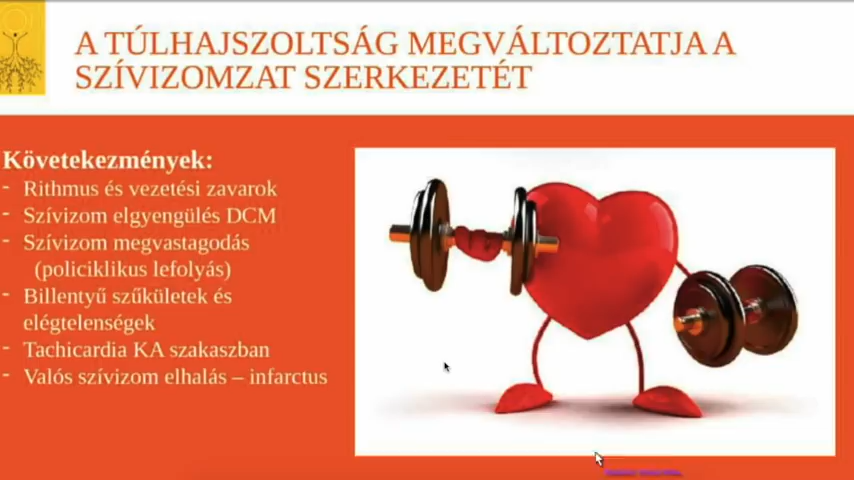 A TÚLHAJSZOLTSÁG MEGVÁLTOZTATJA A
SZÍVIZOMZAT SZERKEZETÉT
Követekezmények:
- Rithmus és vezetési zavarok
- Szívizom elgyengülés DCM
- Szívizom megvastagodás
(policiklikus lefolyás)
- Billentyű szűkületek és
elégtelenségek
- Tachicardia KA szakaszban
- Valós szívizom elhalás – infarctus